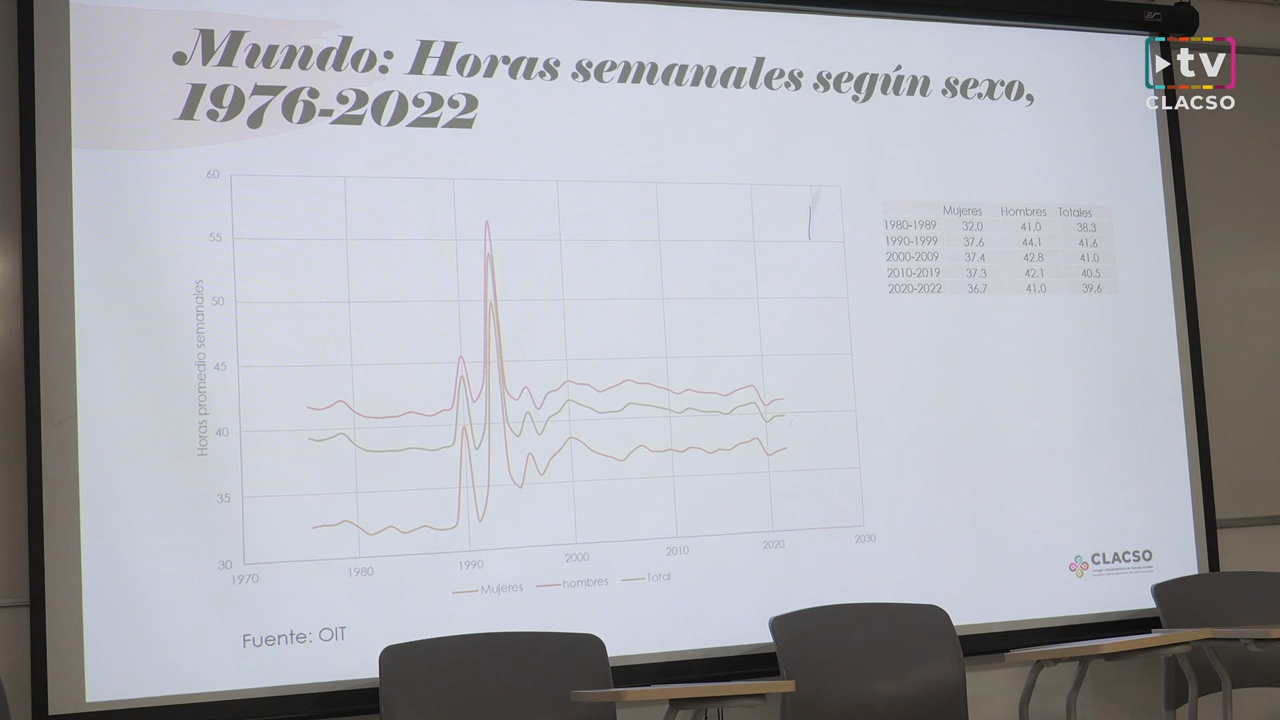 Mundo: Horas semanales según sexo,
1976-2022
tv
CLACSO
60
55
50
45
40
35
30
Horas promedio semanales
1970
1980
1990
2000
2010
2020
2030
Mujeres hombres Total
Mujeres Hombres Totales
1980-1989 32.0 41.0 38.3
1990-1999 37.6 44.1 41.6
2000-2009 37.4 42.8 41.0
2010-2019 37.3 42.1 40.5
2020-2022 36.7 41.0 39.6
Fuente: OIT
CLACSO